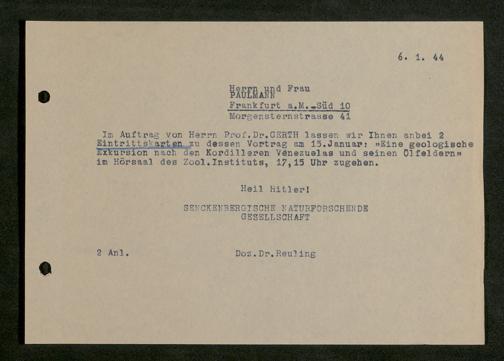 6. 1. 44
Herrn und Frau
PAULMANN
Frankfurt a.M.-Süd 10
Morgensternstrasse 41
Im Auftrag von Herrn Prof.Dr.GERTH lassen wir Ihnen anbei 2
Eintrittskarten zu dessen Vortrag am 15.Januar: "Eine geologische
Exkursion nach den Kordilleren Venezuelas und seinen Ölfeldern"
im Hörsaal des Zool.Instituts, 17,15 Uhr zugehen.
Heil Hitler!
SENCKENBERGISCHE NATURFORSCHENDE
GESELLSCHAFT
2 Anl.
Doz.Dr.Reuling